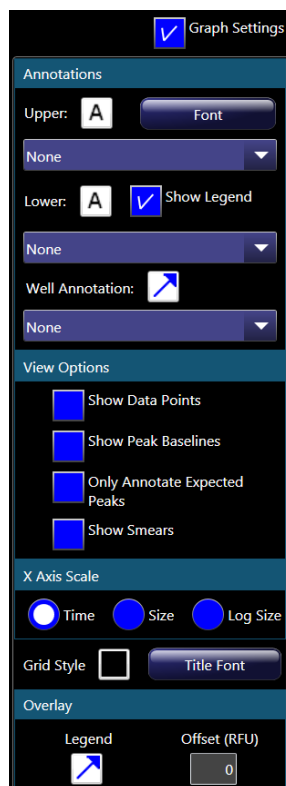 Graph Settings
Annotations
Upper: A Font
None
Lower: A Show Legend
None
Well Annotation:
None
View Options
Show Data Points
Show Peak Baselines
Only Annotate Expected
Peaks
Show Smears
X Axis Scale
Time Size Log Size
Grid Style Title Font
Overlay
Legend Offset (RFU)
0